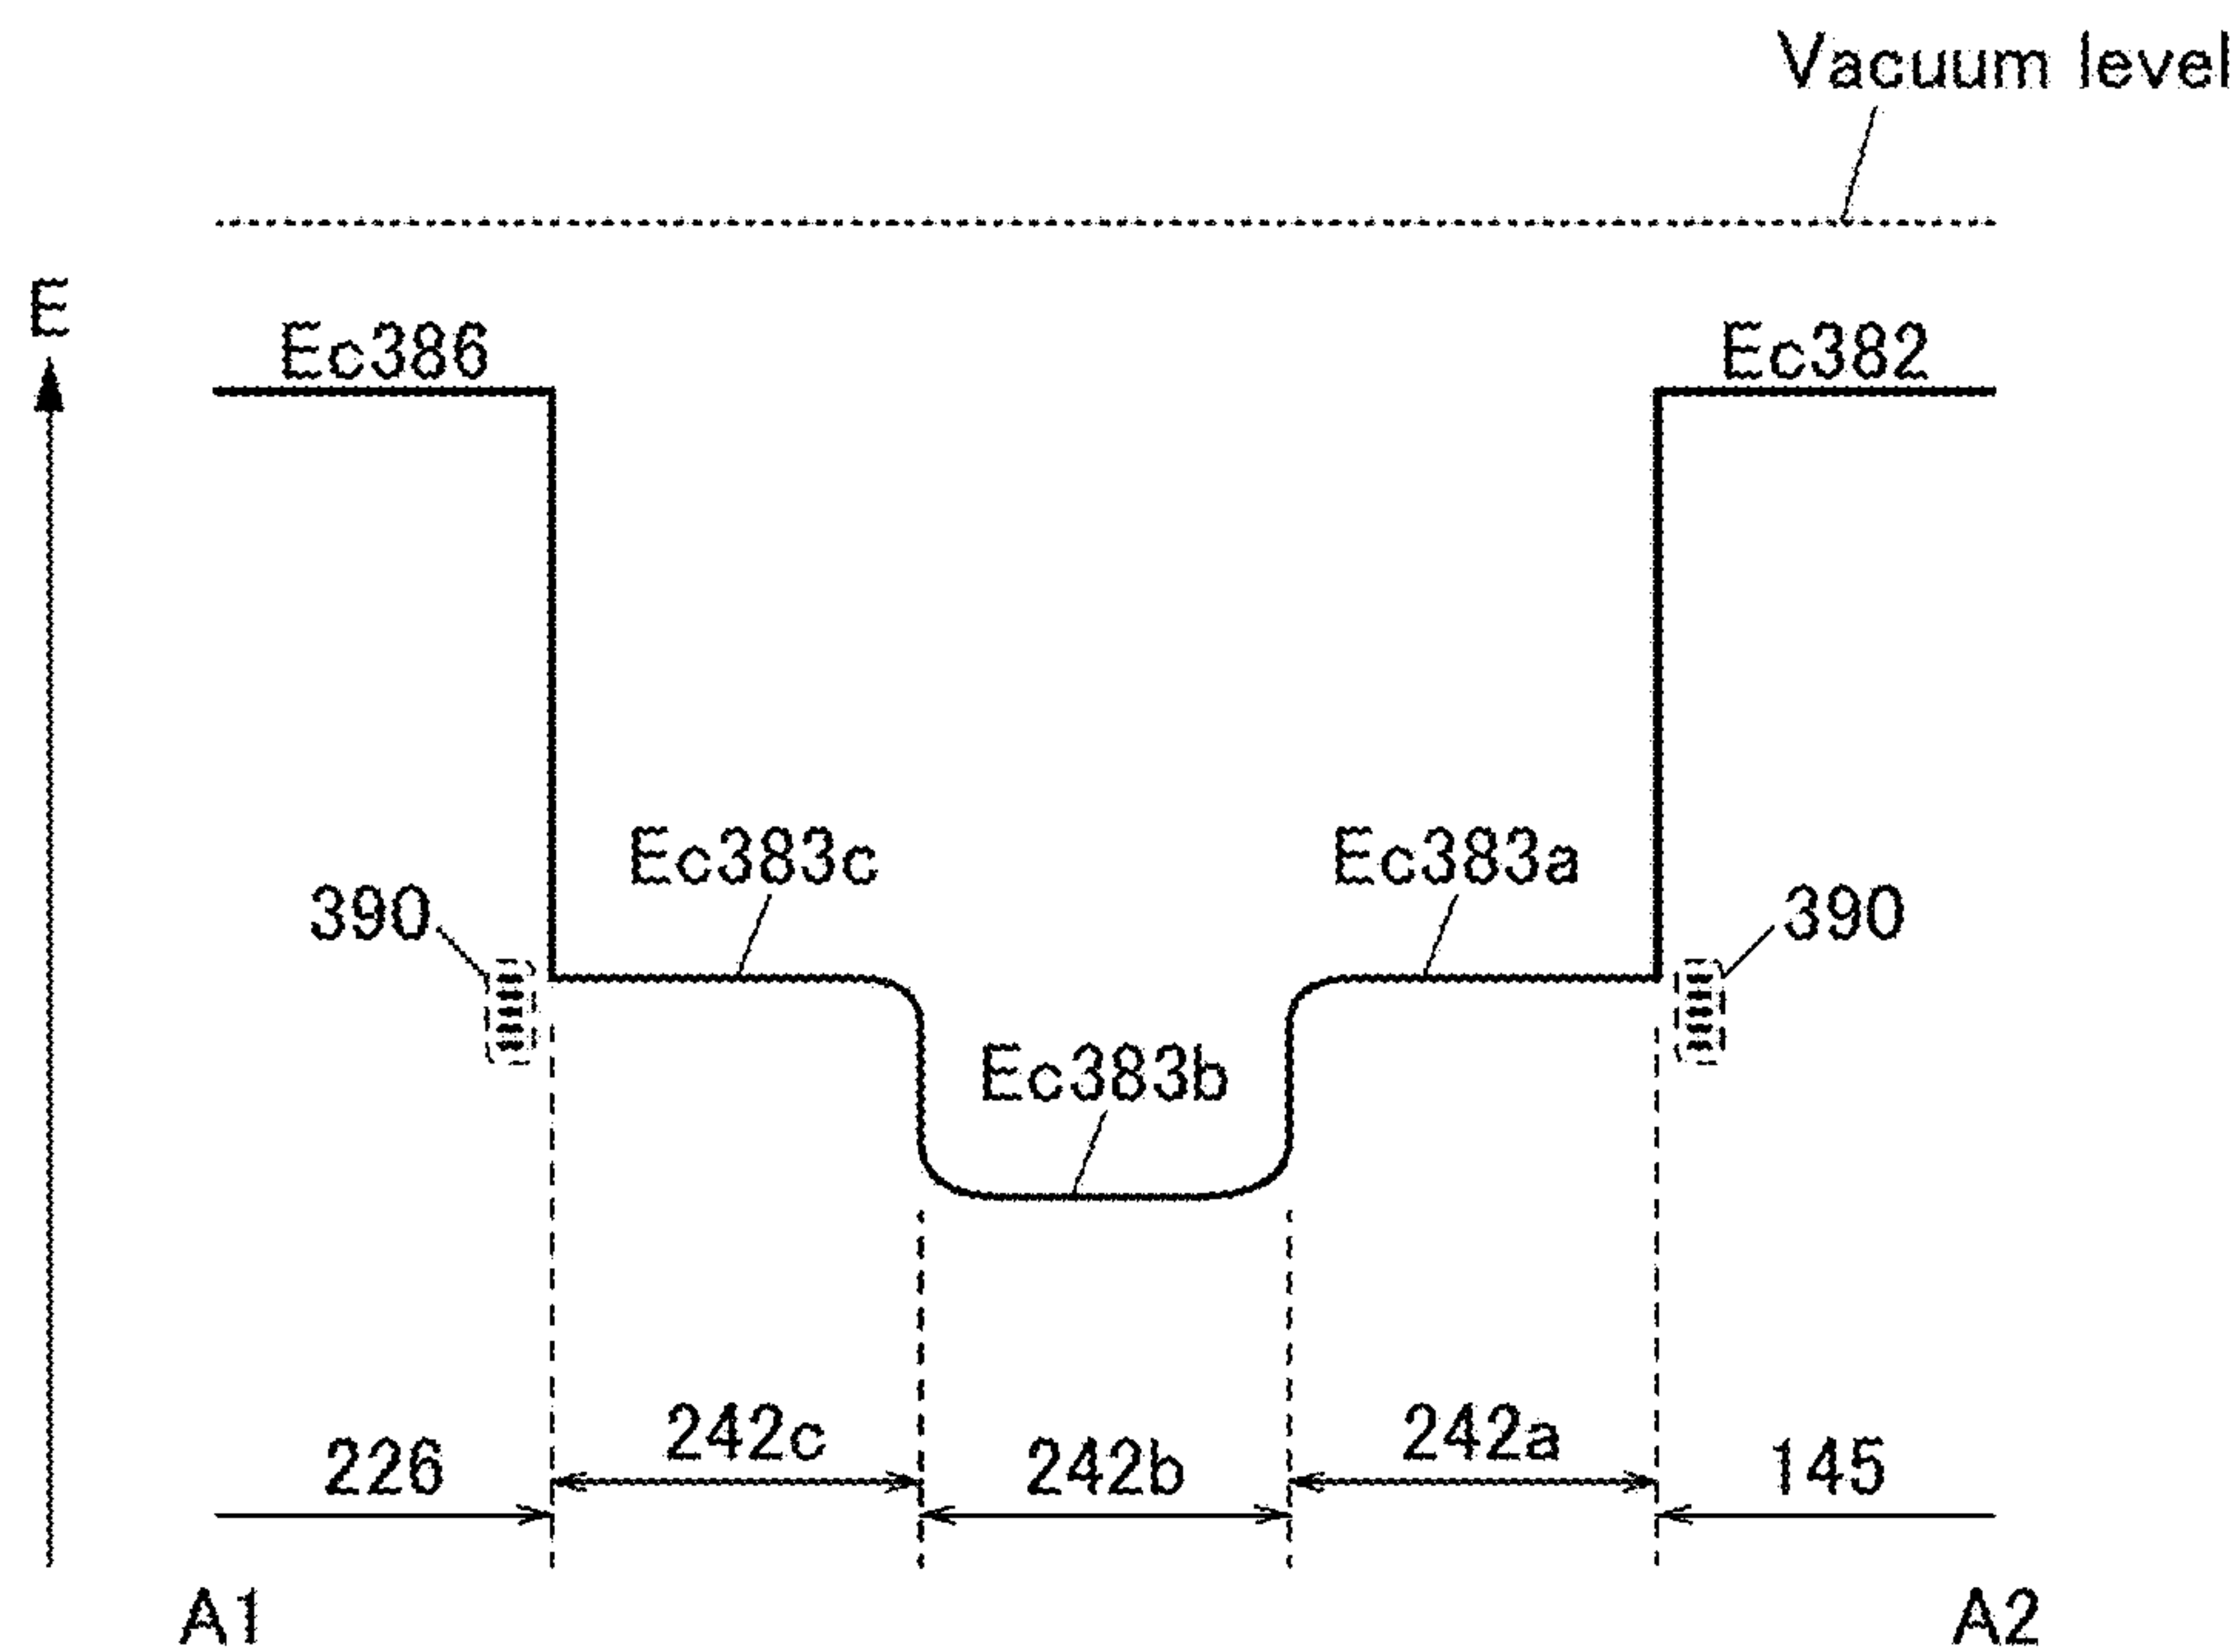 Vacuum level
E
Ec386
Ec382
Ec383c
Ec383a
390
390
Ec383b
242c
242a
226
242b
145
A1
A2